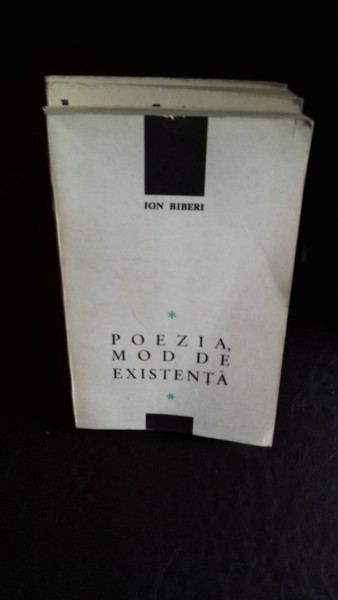 ION BIBERI
*
POEZIA,
MOD DE
EXISTENȚĂ
*